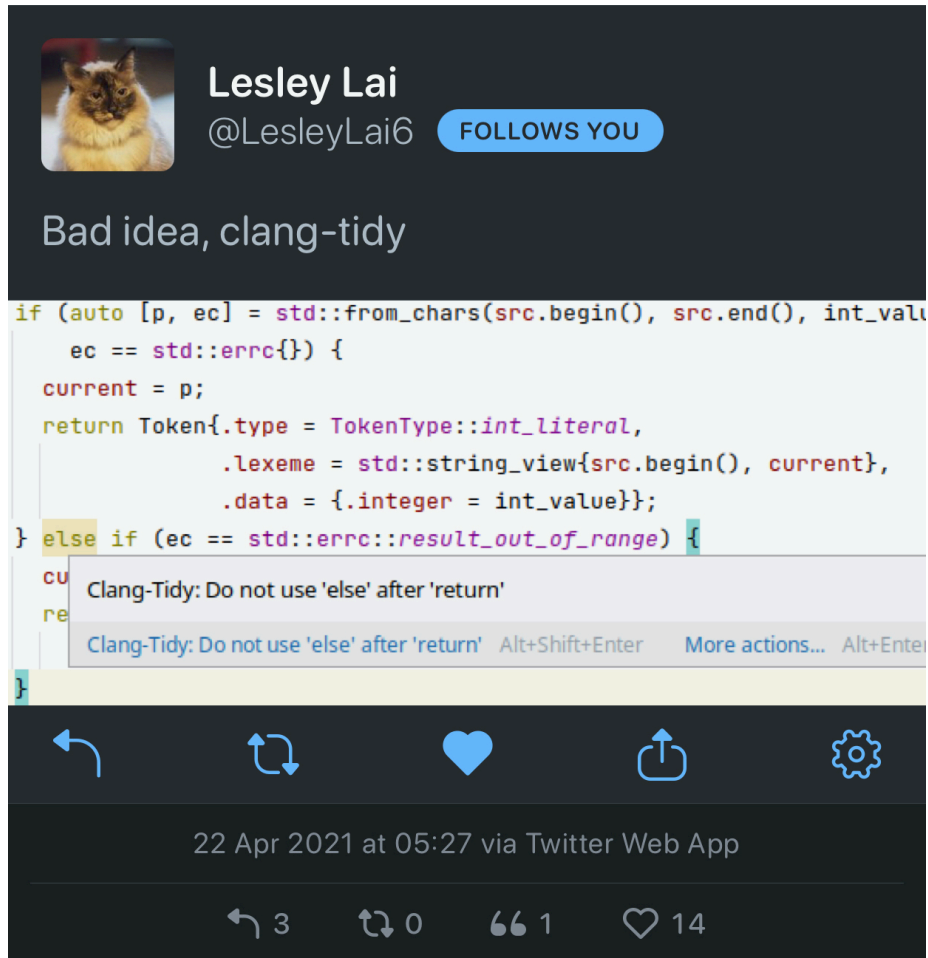 Lesley Lai
@LesleyLai6 FOLLOWS YOU
Bad idea, clang-tidy
if (auto [p, ec] = std::from_chars(src.begin(), src.end(), int_valu
ec == std::errc{}) {
current = p;
return Token{.type = TokenType::int_literal,
.lexeme = std::string_view{src.begin(), current},
.data = {.integer = int_value}};
} else if (ec == std::errc::result_out_of_range) {
cu
Clang-Tidy: Do not use 'else' after 'return'
re
Clang-Tidy: Do not use 'else' after 'return' Alt+Shift+Enter More actions... Alt+Enter
}
22 Apr 2021 at 05:27 via Twitter Web App
3 0 1 14